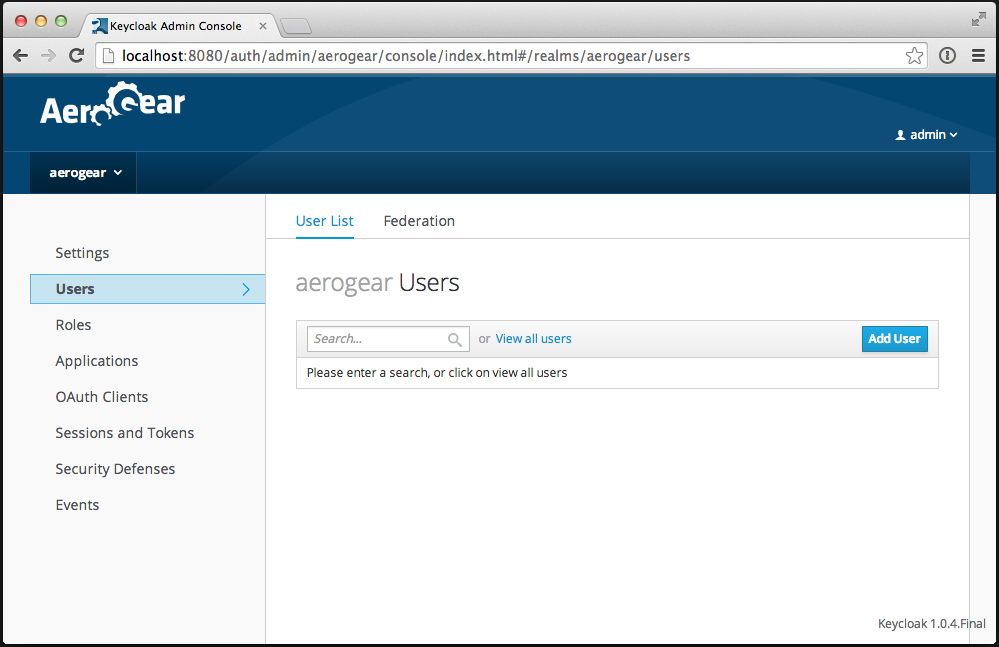 Keycloak Admin Console
localhost:8080/auth/admin/aerogear/console/index.html#/realms/aerogear/users
AeroGear
admin
aerogear
User List Federation
Settings
Users
Roles
Applications
OAuth Clients
Sessions and Tokens
Security Defenses
Events
aerogear Users
Search... or View all users Add User
Please enter a search, or click on view all users
Keycloak 1.0.4.Final